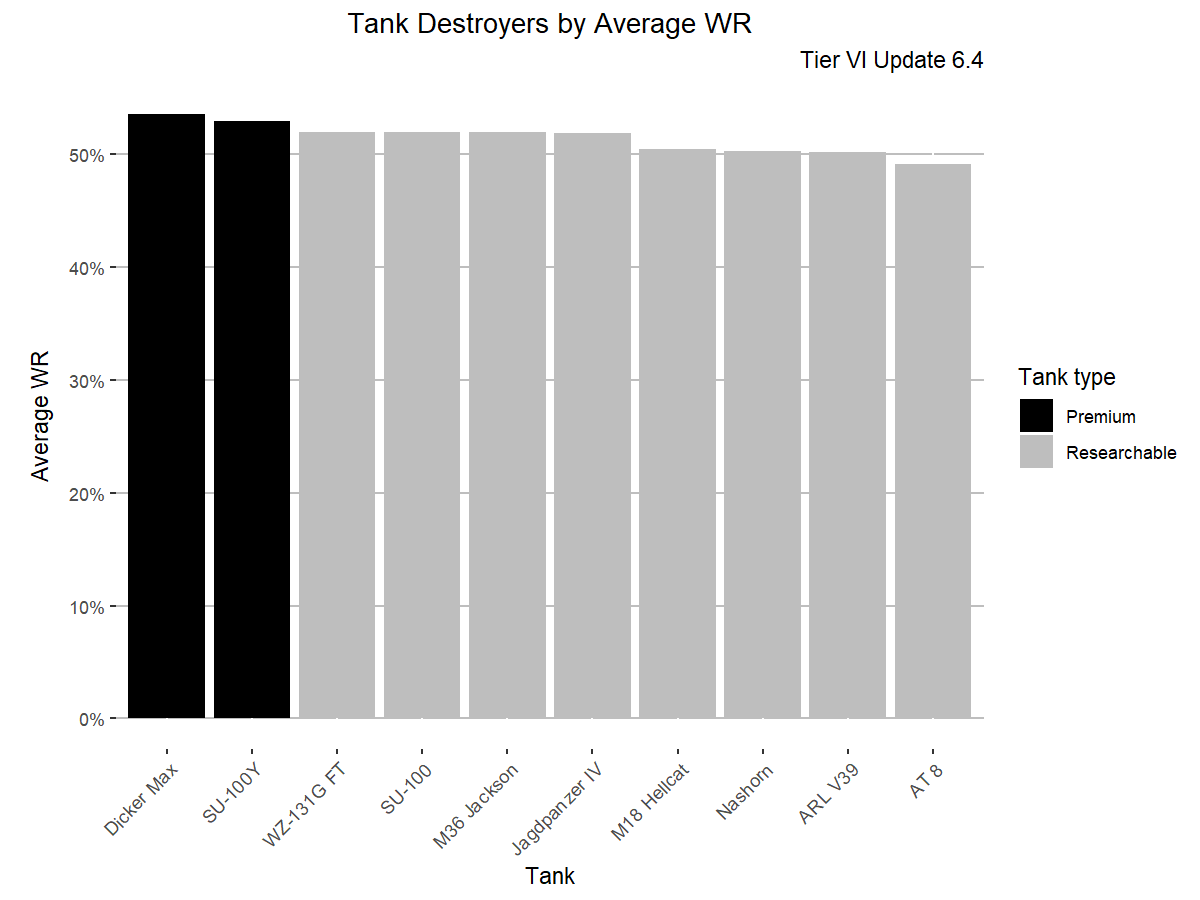 Tank Destroyers by Average WR
Tier VI Update 6.4
Average WR
50%
40%
30%
20%
10%
0%
Dicker Max
SU-100Y
WZ-131G FT
SU-100
M36 Jackson
Jagdpanzer IV
M18 Hellcat
Nashorn
ARL V39
AT 8
Tank
Tank type
Premium
Researchable